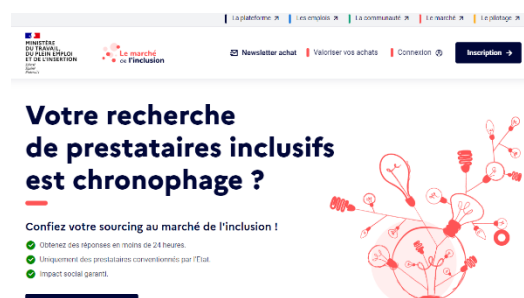 La plateforme
Les emplois
La communauté
Le marché
Le pilotage
MINISTÈRE
DU TRAVAIL,
DU PLEIN EMPLOI
ET DE L'INSERTION
Liberté
Égalité
Fraternité
Le marché
de l'inclusion
Newsletter achat
Valoriser vos achats
Connexion
Inscription →
Votre recherche
de prestataires inclusifs
est chronophage ?
Confiez votre sourcing au marché de l'inclusion !
Obtenez des réponses en moins de 24 heures.
Uniquement des prestataires conventionnés par l'État.
Impact social garanti.